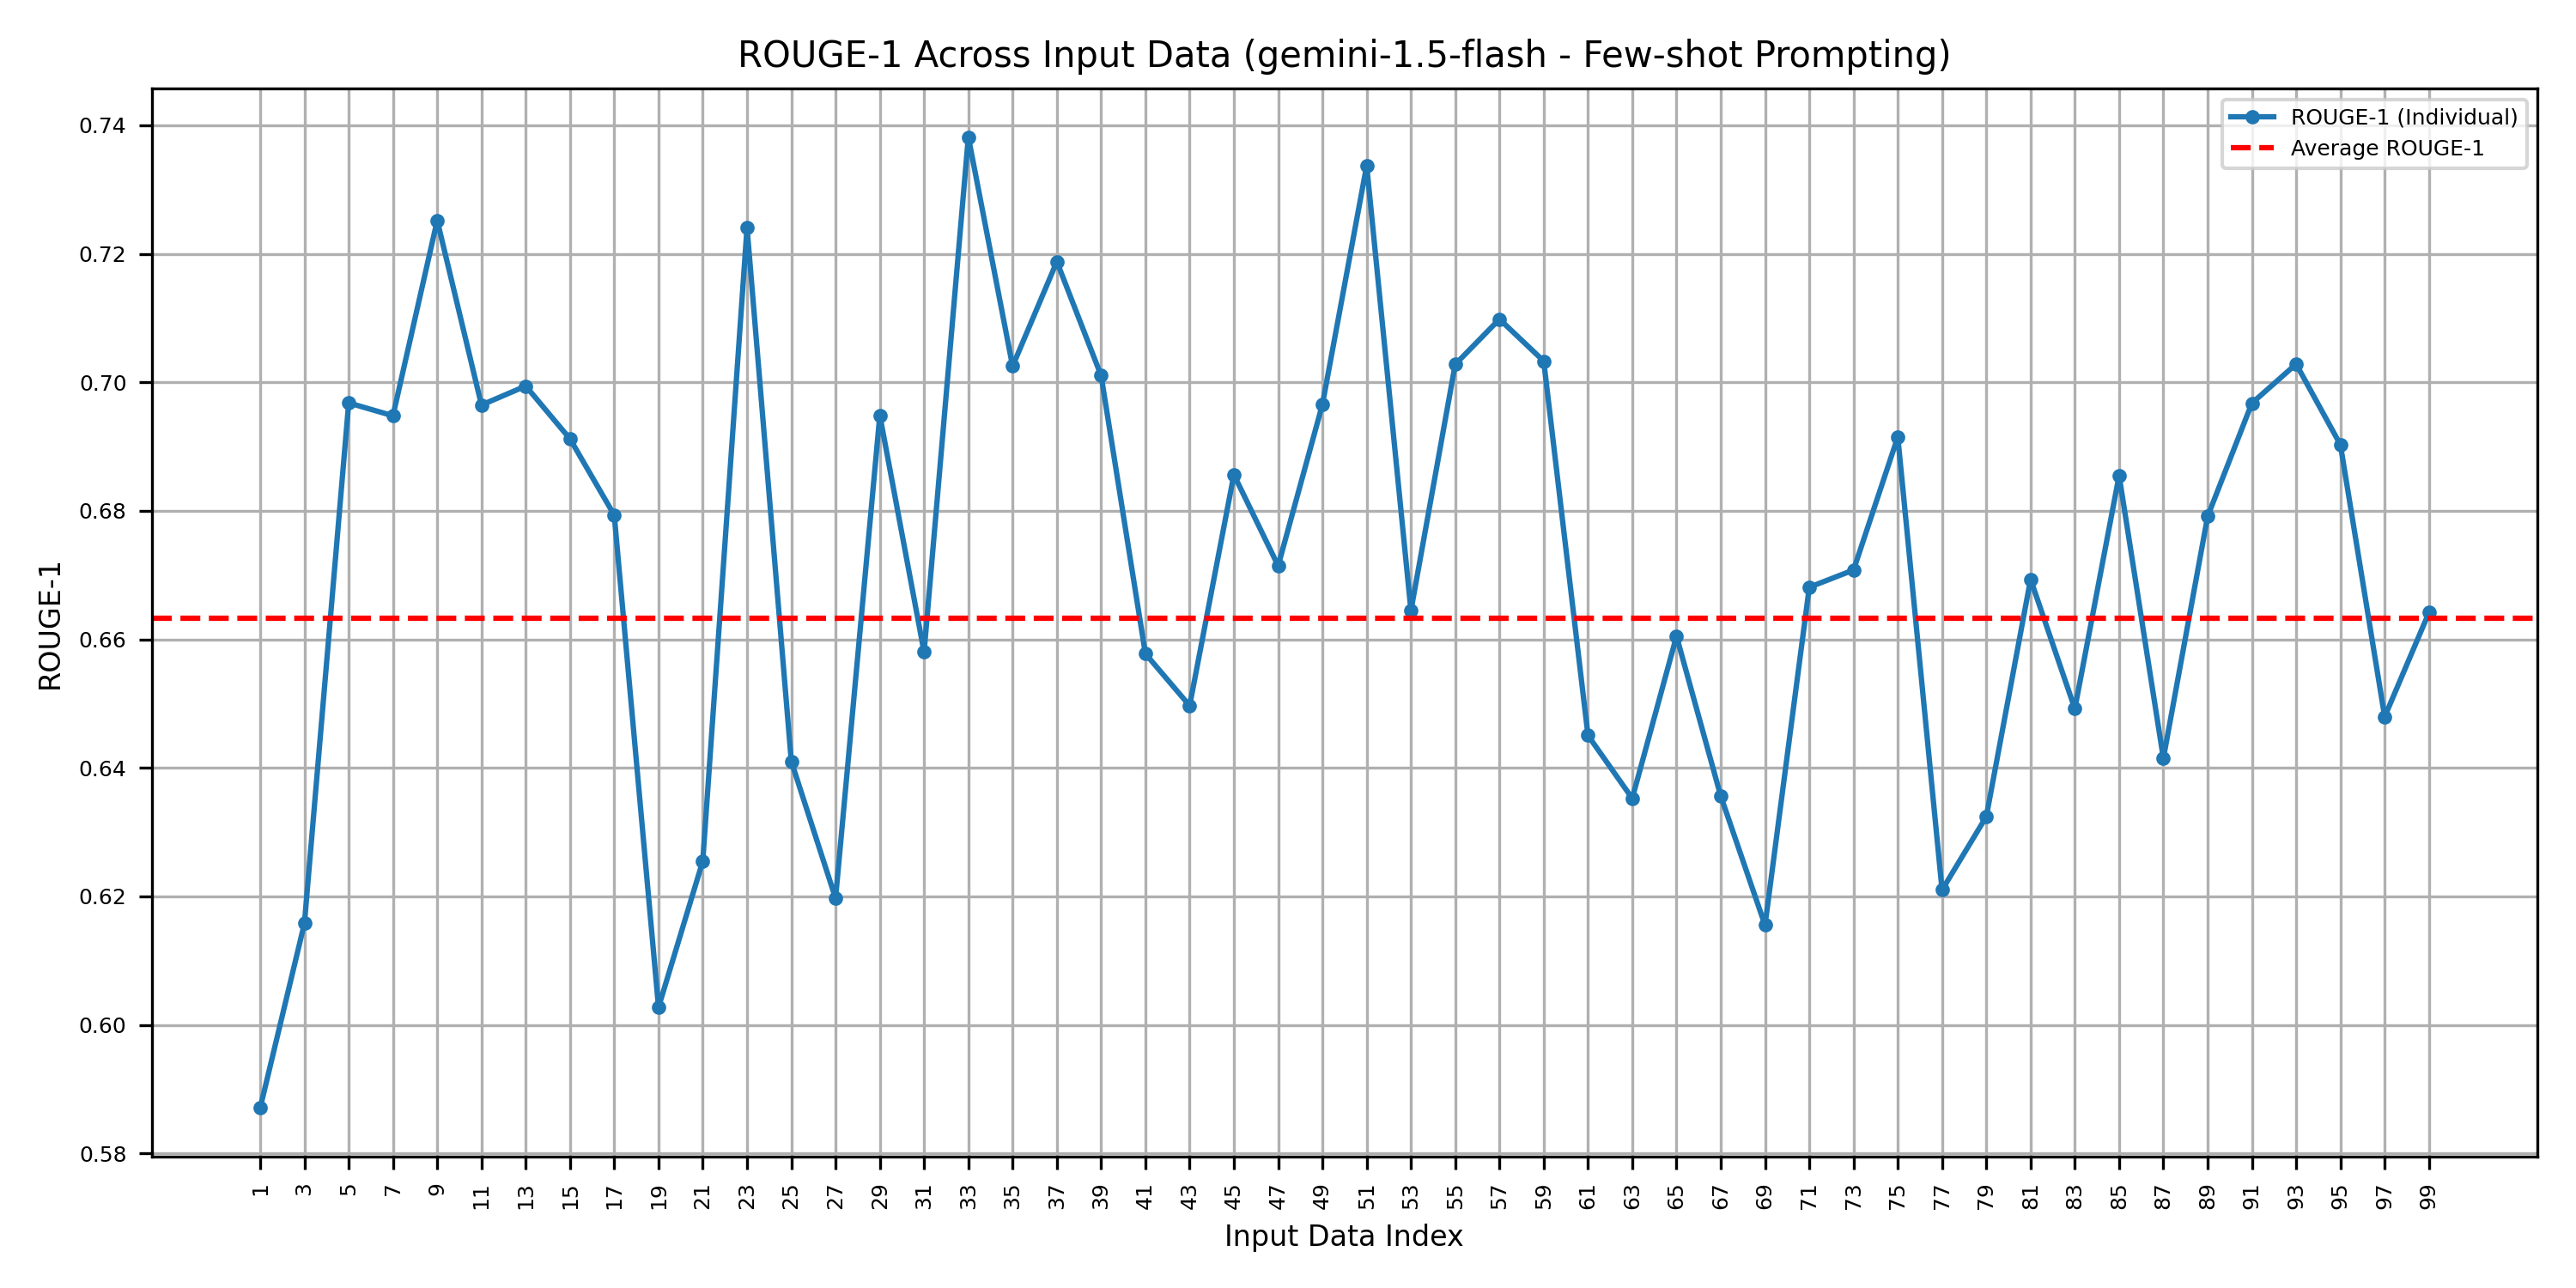 ROUGE-1 Across Input Data (gemini-1.5-flash - Few-shot Prompting)
ROUGE-1 (Individual)
Average ROUGE-1
ROUGE-1
0.74
0.72
0.70
0.68
0.66
0.64
0.62
0.60
0.58
1 3 5 7 9 11 13 15 17 19 21 23 25 27 29 31 33 35 37 39 41 43 45 47 49 51 53 55 57 59 61 63 65 67 69 71 73 75 77 79 81 83 85 87 89 91 93 95 97 99
Input Data Index